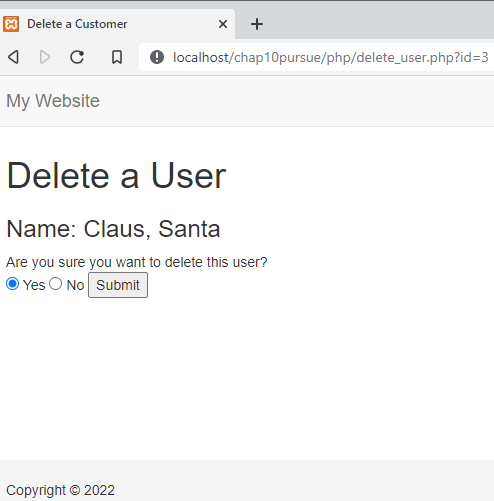 Delete a Customer
localhost/chap10pursue/php/delete_user.php?id=3
My Website
Delete a User
Name: Claus, Santa
Are you sure you want to delete this user?
Yes No Submit
Copyright © 2022